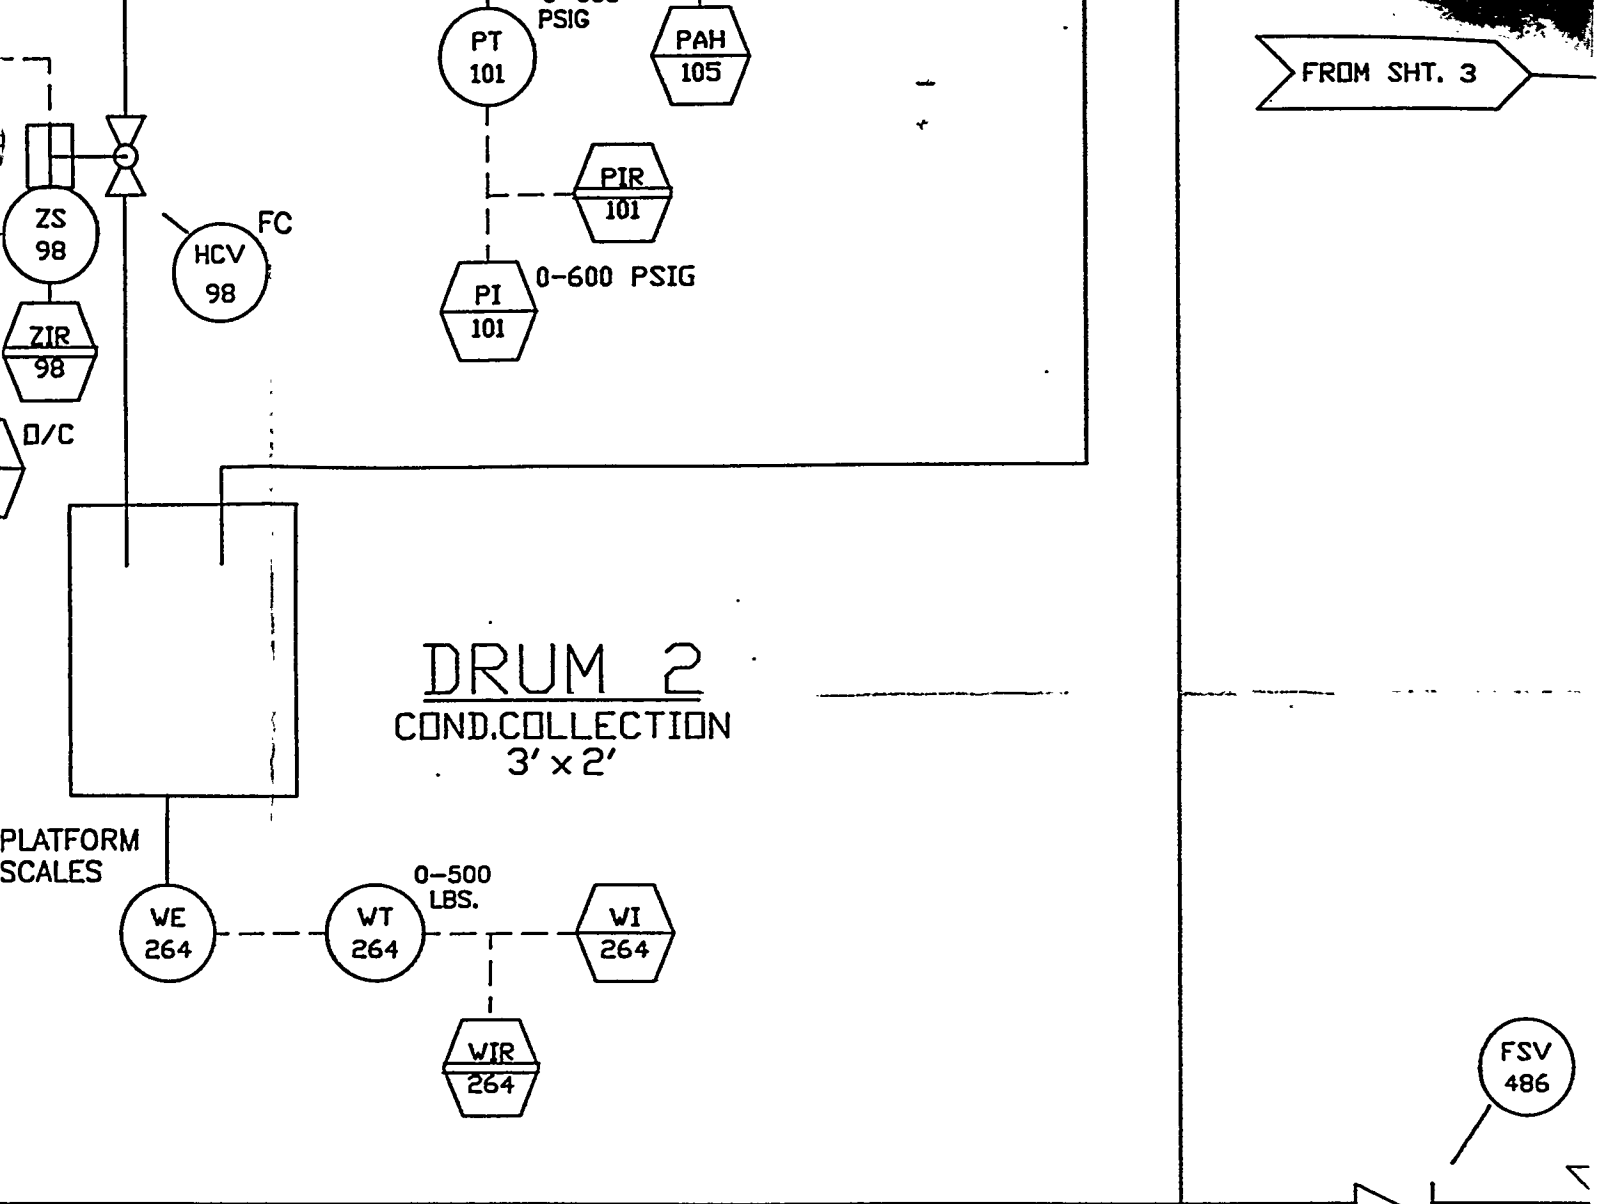 PSIG
PT
101
PAH
105
FROM SHT. 3
PIR
101
ZS
98
HCV
98
FC
0-600 PSIG
PI
101
ZIR
98
O/C
DRUM 2
COND.COLLECTION
3' x 2'
PLATFORM
SCALES
0-500
LBS.
WE
264
WT
264
WI
264
WIR
264
FSV
486